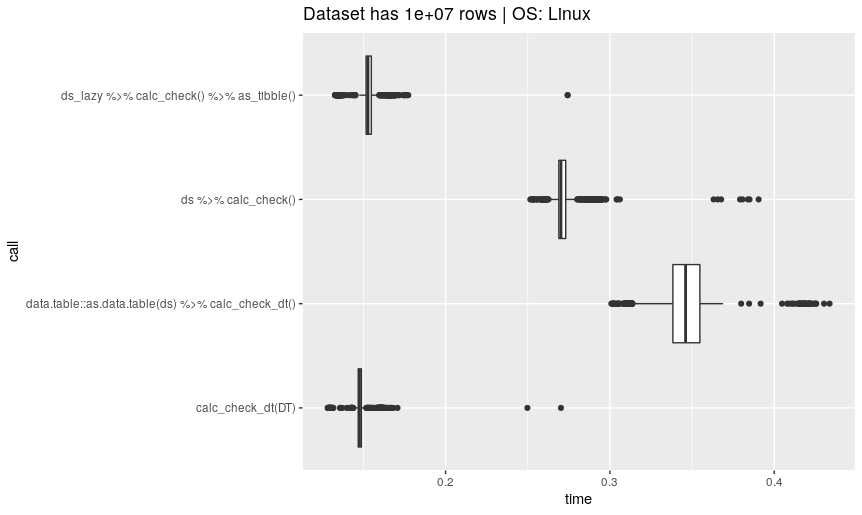 Dataset has 1e+07 rows | OS: Linux
ds_lazy %>% calc_check() %>% as_tibble()
ds %>% calc_check()
data.table::as.data.table(ds) %>% calc_check_dt()
calc_check_dt(DT)
call
0.2 0.3 0.4
time